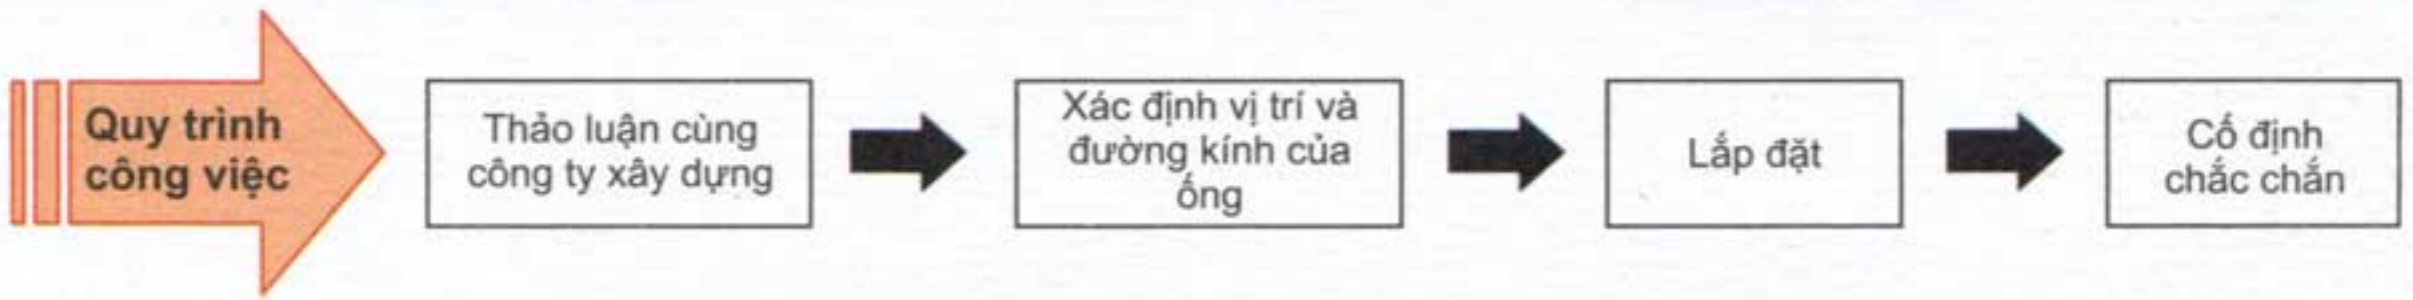 Quy trình
công việc
Thảo luận cùng
công ty xây dựng
Xác định vị trí và
đường kính của
ống
Lắp đặt
Cố định
chắc chắn